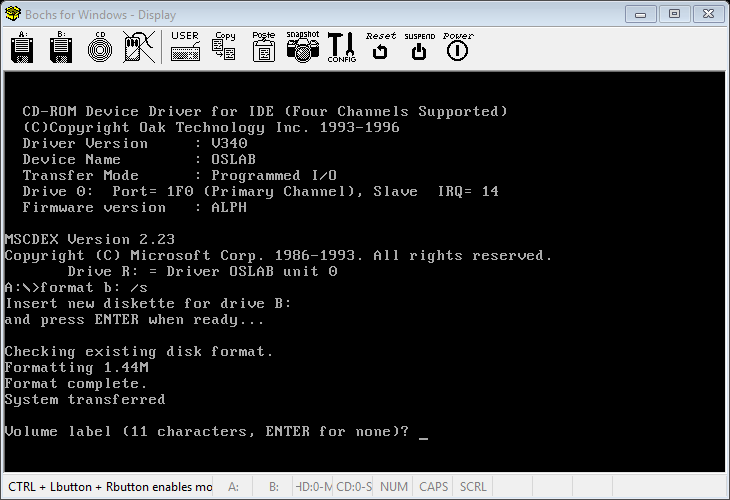 Bochs for Windows - Display
A: B: CD USER Copy Paste snapshot CONFIG Reset SUSPEND Power
CD-ROM Device Driver for IDE (Four Channels Supported)
(C)Copyright Oak Technology Inc. 1993-1996
Driver Version : V340
Device Name : OSLAB
Transfer Mode : Programmed I/O
Drive 0: Port= 1F0 (Primary Channel), Slave IRQ= 14
Firmware version : ALPH
MSCDEX Version 2.23
Copyright (C) Microsoft Corp. 1986-1993. All rights reserved.
Drive R: = Driver OSLAB unit 0
A:\>format b: /s
Insert new diskette for drive B:
and press ENTER when ready...
Checking existing disk format.
Formatting 1.44M
Format complete.
System transferred
Volume label (11 characters, ENTER for none)? _
CTRL + Lbutton + Rbutton enables mo A: B: HD:0-M CD:0-S NUM CAPS SCRL